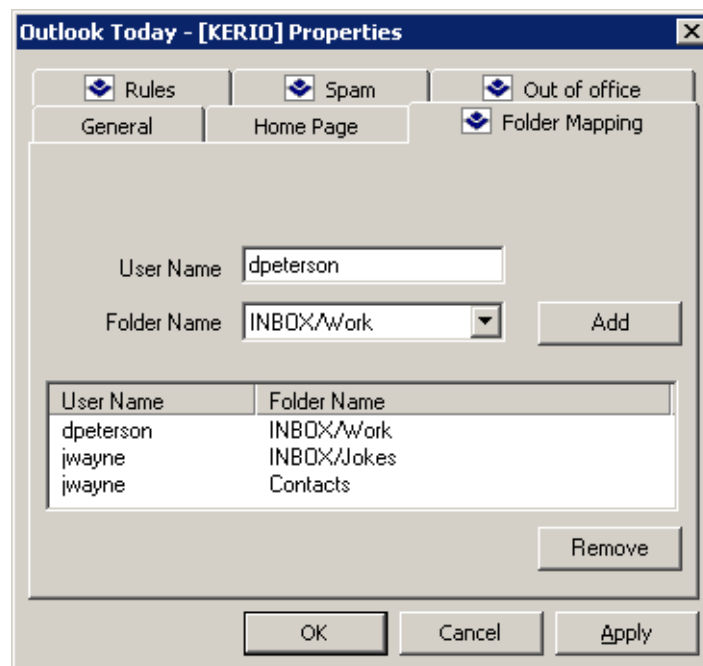 Outlook Today - [KERIO] Properties
Rules Spam Out of office
General Home Page Folder Mapping
User Name dpeterson
Folder Name INBOX/Work Add
User Name Folder Name
dpeterson INBOX/Work
jwayne INBOX/Jokes
jwayne Contacts
Remove
OK Cancel Apply